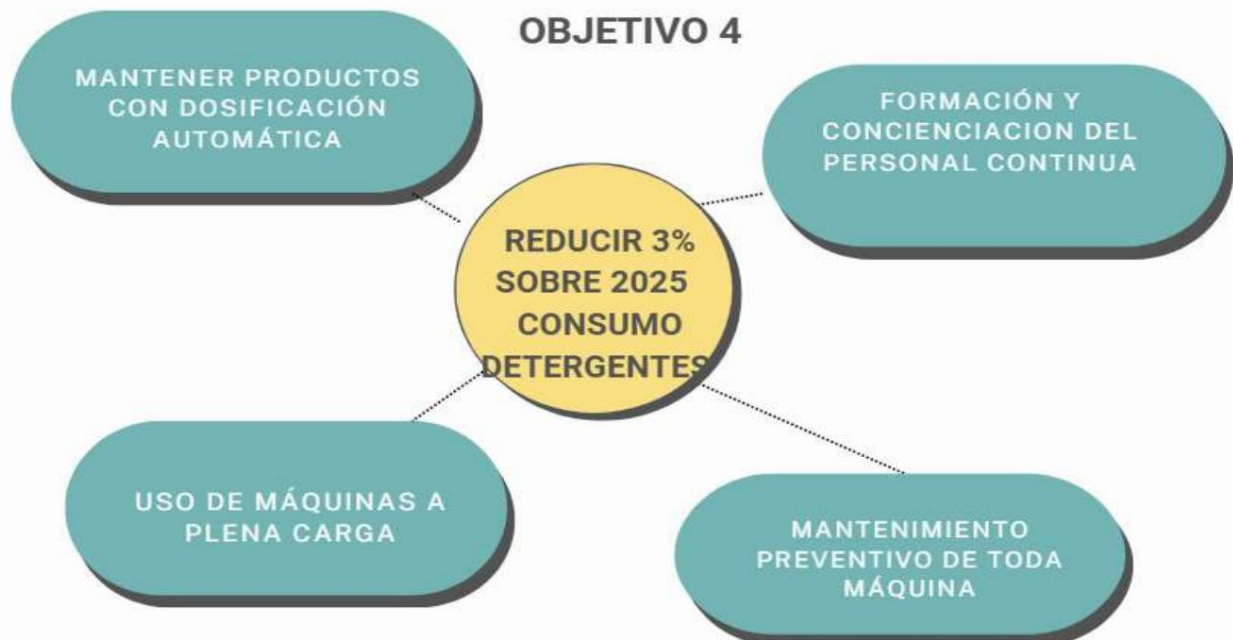 OBJETIVO 4
MANTENER PRODUCTOS
CON DOSIFICACIÓN
AUTOMÁTICA
FORMACIÓN Y
CONCIENCIACION DEL
PERSONAL CONTINUA
REDUCIR 3%
SOBRE 2025
CONSUMO
DETERGENTES
USO DE MÁQUINAS A
PLENA CARGA
MANTENIMIENTO
PREVENTIVO DE TODA
MÁQUINA